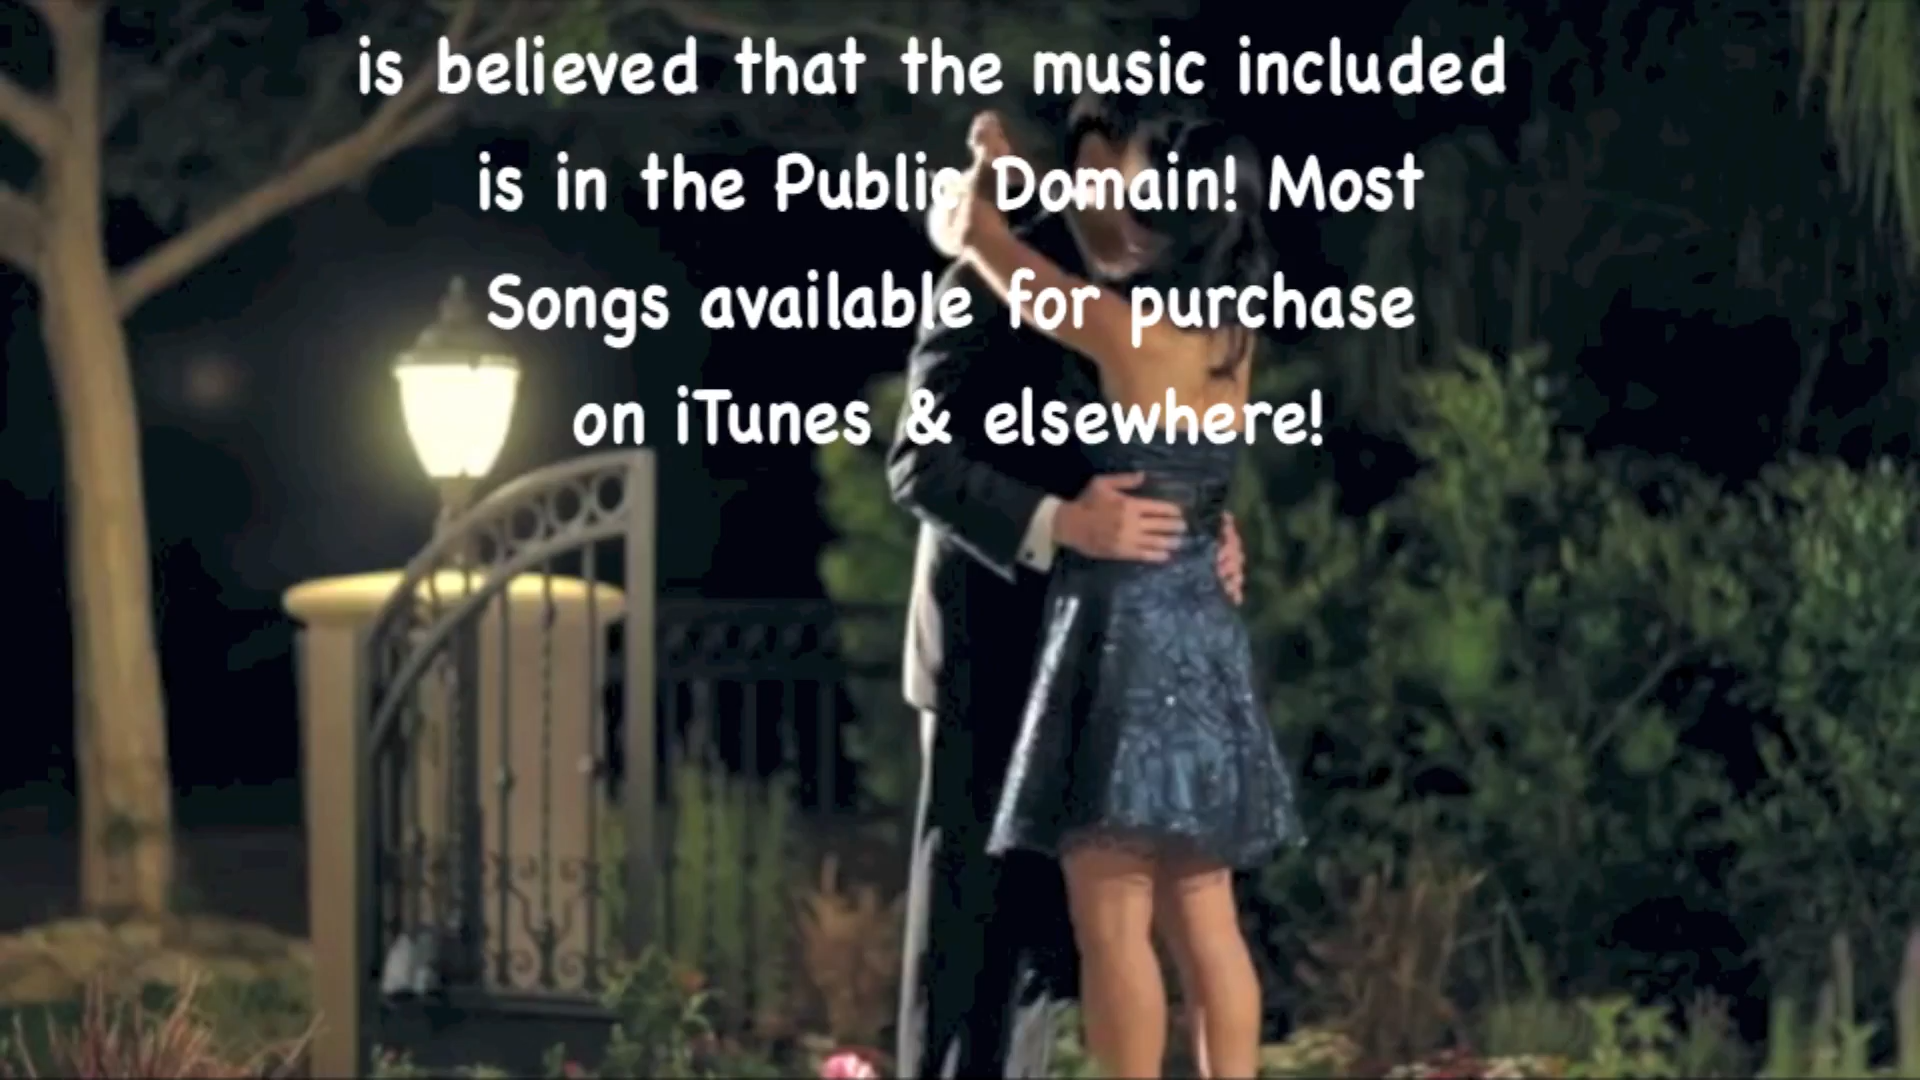 is believed that the music included
is in the Public Domain! Most
Songs available for purchase
on iTunes & elsewhere!